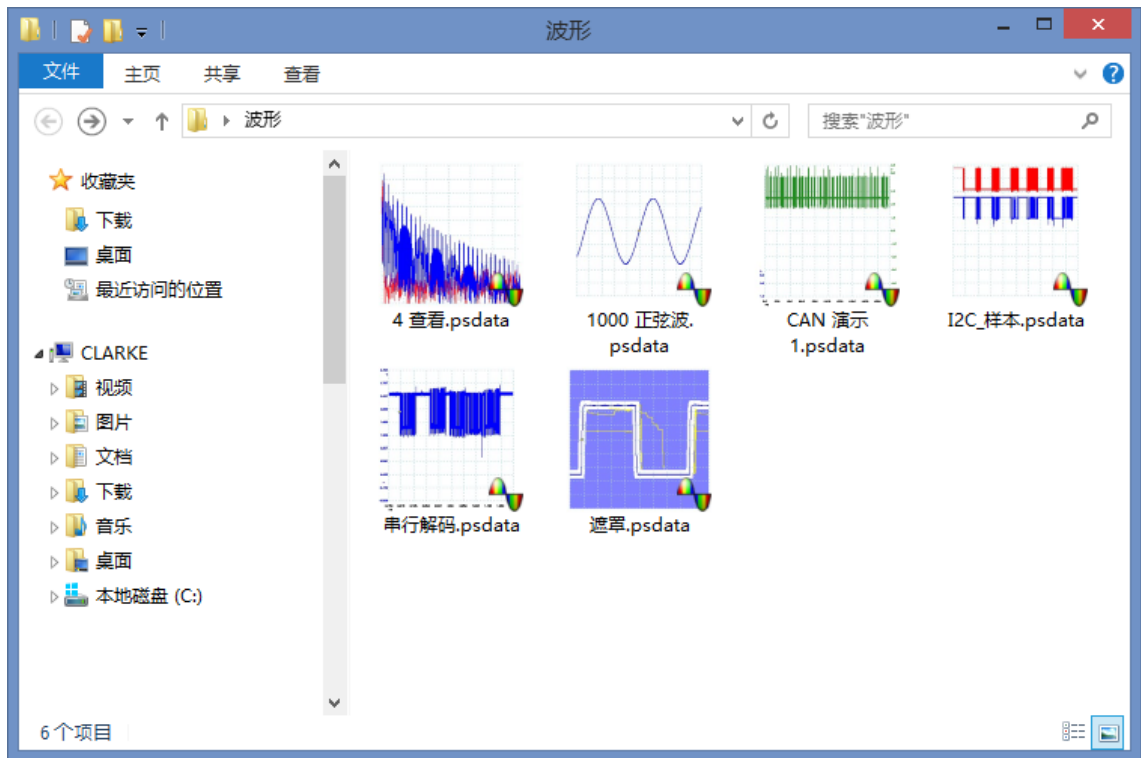 波形
文件 主页 共享 查看
波形 搜索"波形"
收藏夹
下载
桌面
最近访问的位置
CLARKE
视频
图片
文档
下载
音乐
桌面
本地磁盘 (C:)
4 查看.psdata
1000 正弦波.
psdata
CAN 演示
1.psdata
I2C_样本.psdata
串行解码.psdata
遮罩.psdata
6 个项目